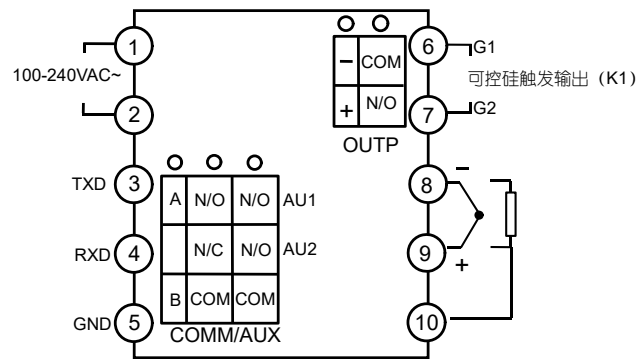 1
6
G1
− COM
100-240VAC~
可控硅触发输出（K1）
+ N/O
2
7
G2
OUTP
TXD 3
8
−
A N/O N/O AU1
RXD 4
N/C N/O AU2
9
+
B COM COM
GND 5
10
COMM/AUX